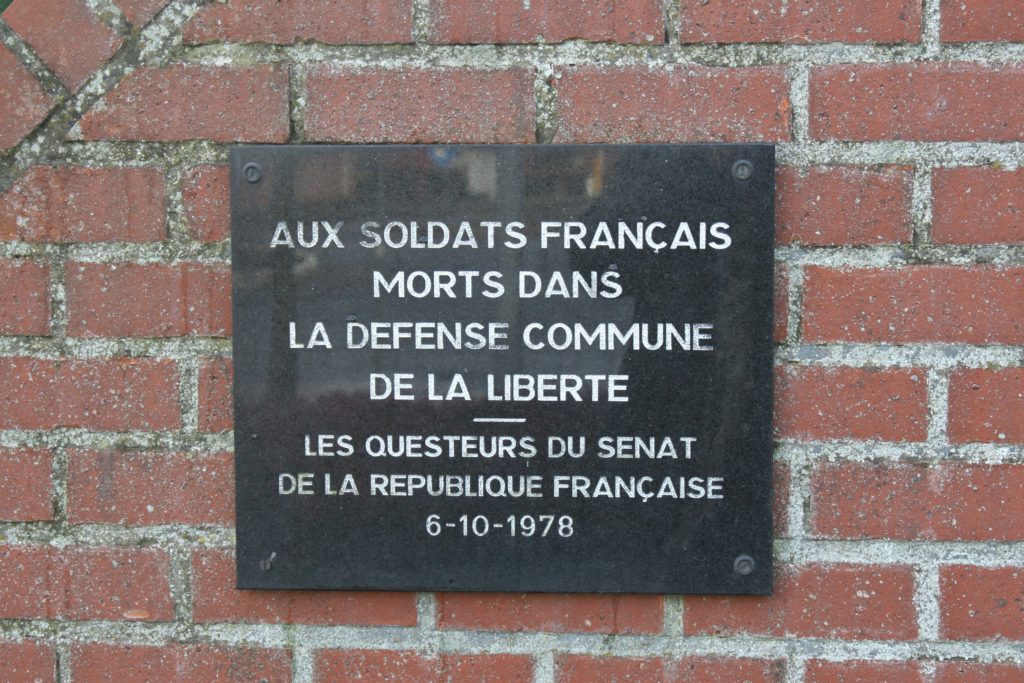 AUX SOLDATS FRANÇAIS
MORTS DANS
LA DEFENSE COMMUNE
DE LA LIBERTE
LES QUESTEURS DU SENAT
DE LA REPUBLIQUE FRANÇAISE
6-10-1978